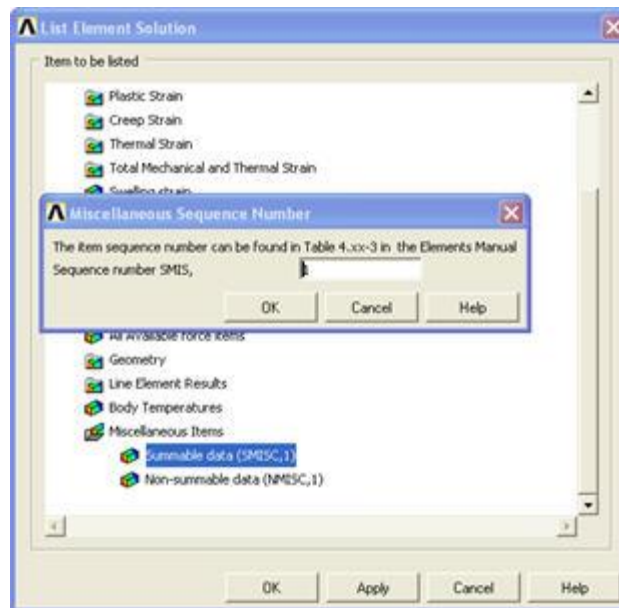 List Element Solution
Item to be listed
Plastic Strain
Creep Strain
Thermal Strain
Total Mechanical and Thermal Strain
Swelling strain
Miscellaneous Sequence Number
The item sequence number can be found in Table 4.xx-3 in the Elements Manual
Sequence number SMIS, 1
OK Cancel Help
All Available force items
Geometry
Line Element Results
Body Temperatures
Miscellaneous Items
Summable data (SMISC,1)
Non-summable data (NMISC,1)
OK Apply Cancel Help